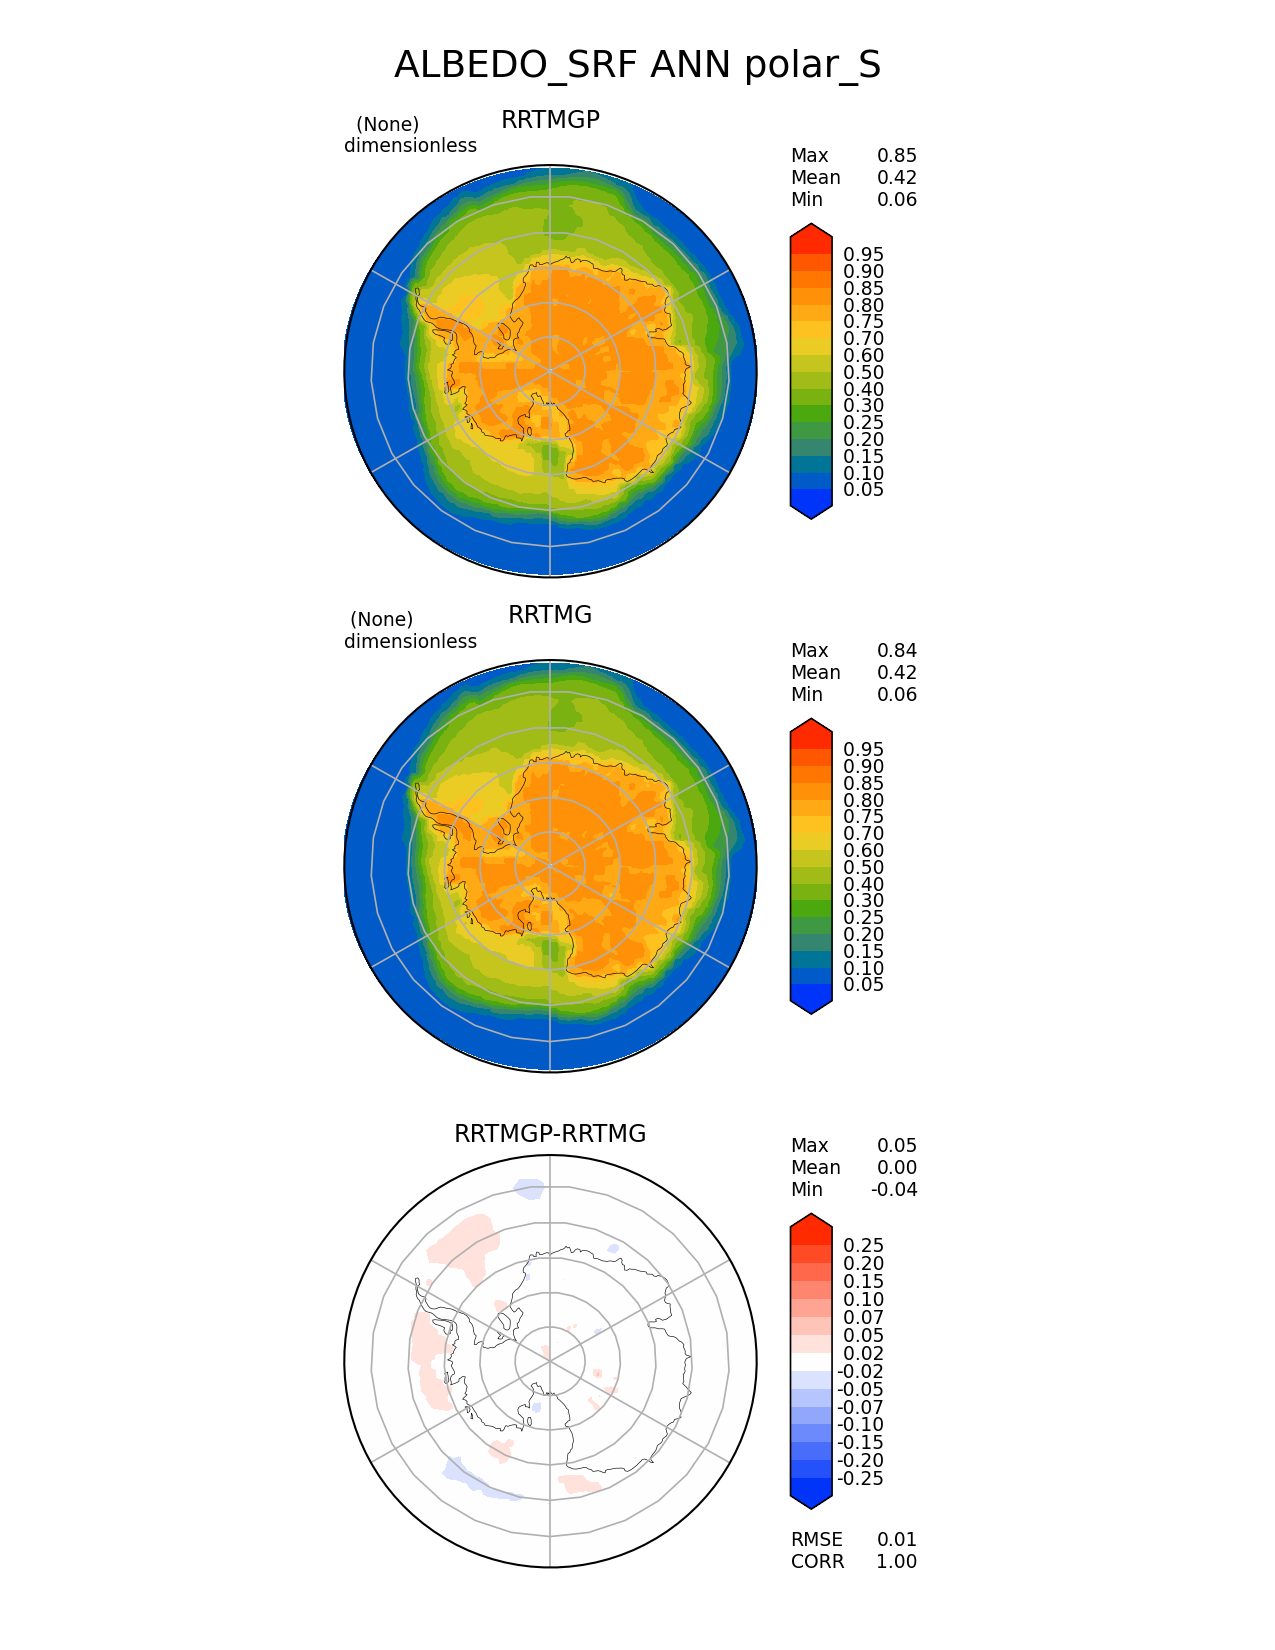 ALBEDO_SRF ANN polar_S
(None)
dimensionless
RRTMGP
Max 0.85
Mean 0.42
Min 0.06
0.95
0.90
0.85
0.80
0.75
0.70
0.60
0.50
0.40
0.30
0.25
0.20
0.15
0.10
0.05
(None)
dimensionless
RRTMG
Max 0.84
Mean 0.42
Min 0.06
0.95
0.90
0.85
0.80
0.75
0.70
0.60
0.50
0.40
0.30
0.25
0.20
0.15
0.10
0.05
RRTMGP-RRTMG
Max 0.05
Mean 0.00
Min -0.04
0.25
0.20
0.15
0.10
0.07
0.05
0.02
-0.02
-0.05
-0.07
-0.10
-0.15
-0.20
-0.25
RMSE 0.01
CORR 1.00